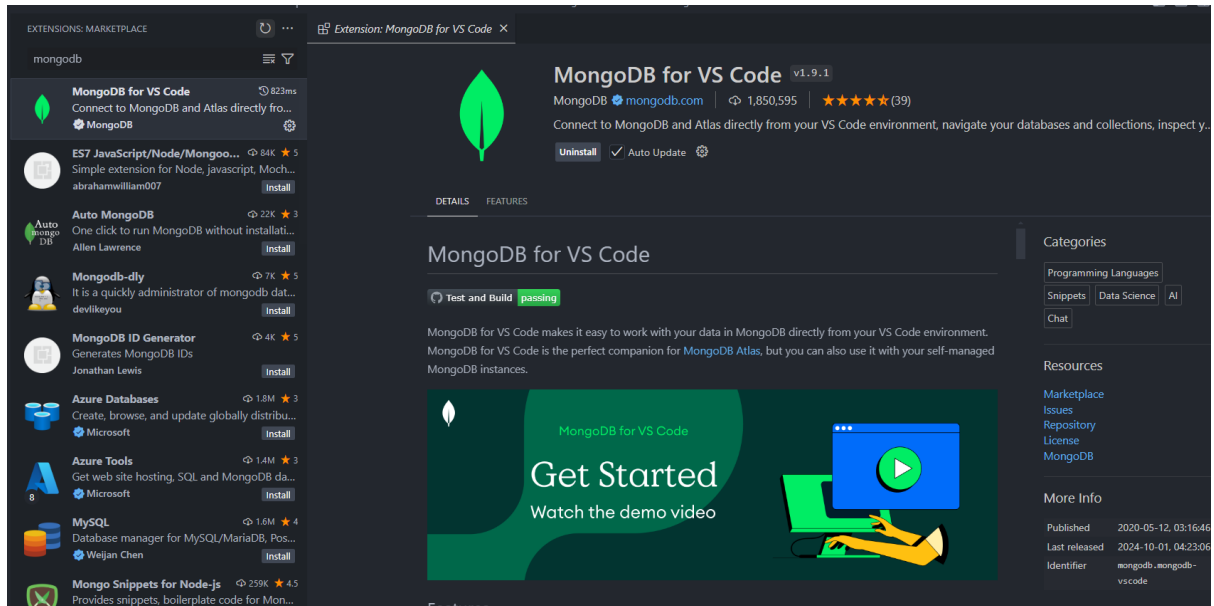 EXTENSIONS: MARKETPLACE
mongodb
MongoDB for VS Code 823ms
Connect to MongoDB and Atlas directly fro...
MongoDB
ES7 JavaScript/Node/Mongoo... 84K ★ 5
Simple extension for Node, javascript, Moch...
abrahamwilliam007 Install
Auto mongo DB
Auto MongoDB 22K ★ 3
One click to run MongoDB without installati...
Allen Lawrence Install
Mongodb-dly 7K ★ 5
It is a quickly administrator of mongodb dat...
devlikeyou Install
MongoDB ID Generator 4K ★ 5
Generates MongoDB IDs
Jonathan Lewis Install
Azure Databases 1.8M ★ 3
Create, browse, and update globally distribu...
Microsoft Install
Azure Tools 1.4M ★ 3
Get web site hosting, SQL and MongoDB da...
8 Microsoft Install
MySQL 1.6M ★ 4
Database manager for MySQL/MariaDB, Pos...
Weijan Chen Install
Mongo Snippets for Node-js 259K ★ 4.5
Provides snippets, boilerplate code for Mon...
Extension: MongoDB for VS Code
MongoDB for VS Code v1.9.1
MongoDB mongodb.com 1,850,595 (39)
Connect to MongoDB and Atlas directly from your VS Code environment, navigate your databases and collections, inspect y...
Uninstall Auto Update
DETAILS FEATURES
MongoDB for VS Code
Test and Build passing
MongoDB for VS Code makes it easy to work with your data in MongoDB directly from your VS Code environment.
MongoDB for VS Code is the perfect companion for MongoDB Atlas, but you can also use it with your self-managed
MongoDB instances.
MongoDB for VS Code
Get Started
Watch the demo video
Categories
Programming Languages
Snippets Data Science AI
Chat
Resources
Marketplace
Issues
Repository
License
MongoDB
More Info
Published 2020-05-12, 03:16:46
Last released 2024-10-01, 04:23:06
Identifier mongodb.mongodb-
vscode